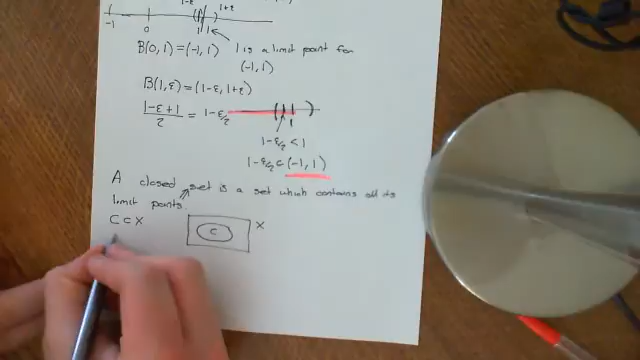 1-ε 1+ε
-1 0 1
B(0,1)=(-1,1) 1 is a limit point for
(-1,1)
B(1,ε)=(1-ε,1+ε)
(1-ε+1)/2 = 1-ε/2
1
1-ε/2 < 1
1-ε/2 ∈ (-1,1)
A closed set is a set which contains all its
limit points.
C ⊂ X
C X